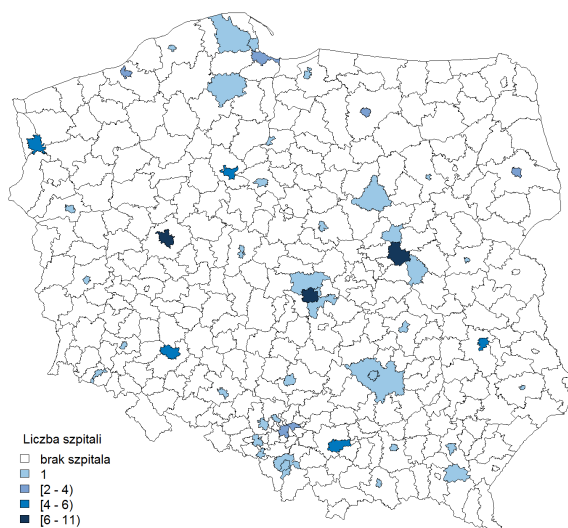 Liczba szpitali
brak szpitala
1
[2 - 4)
[4 - 6)
[6 - 11)